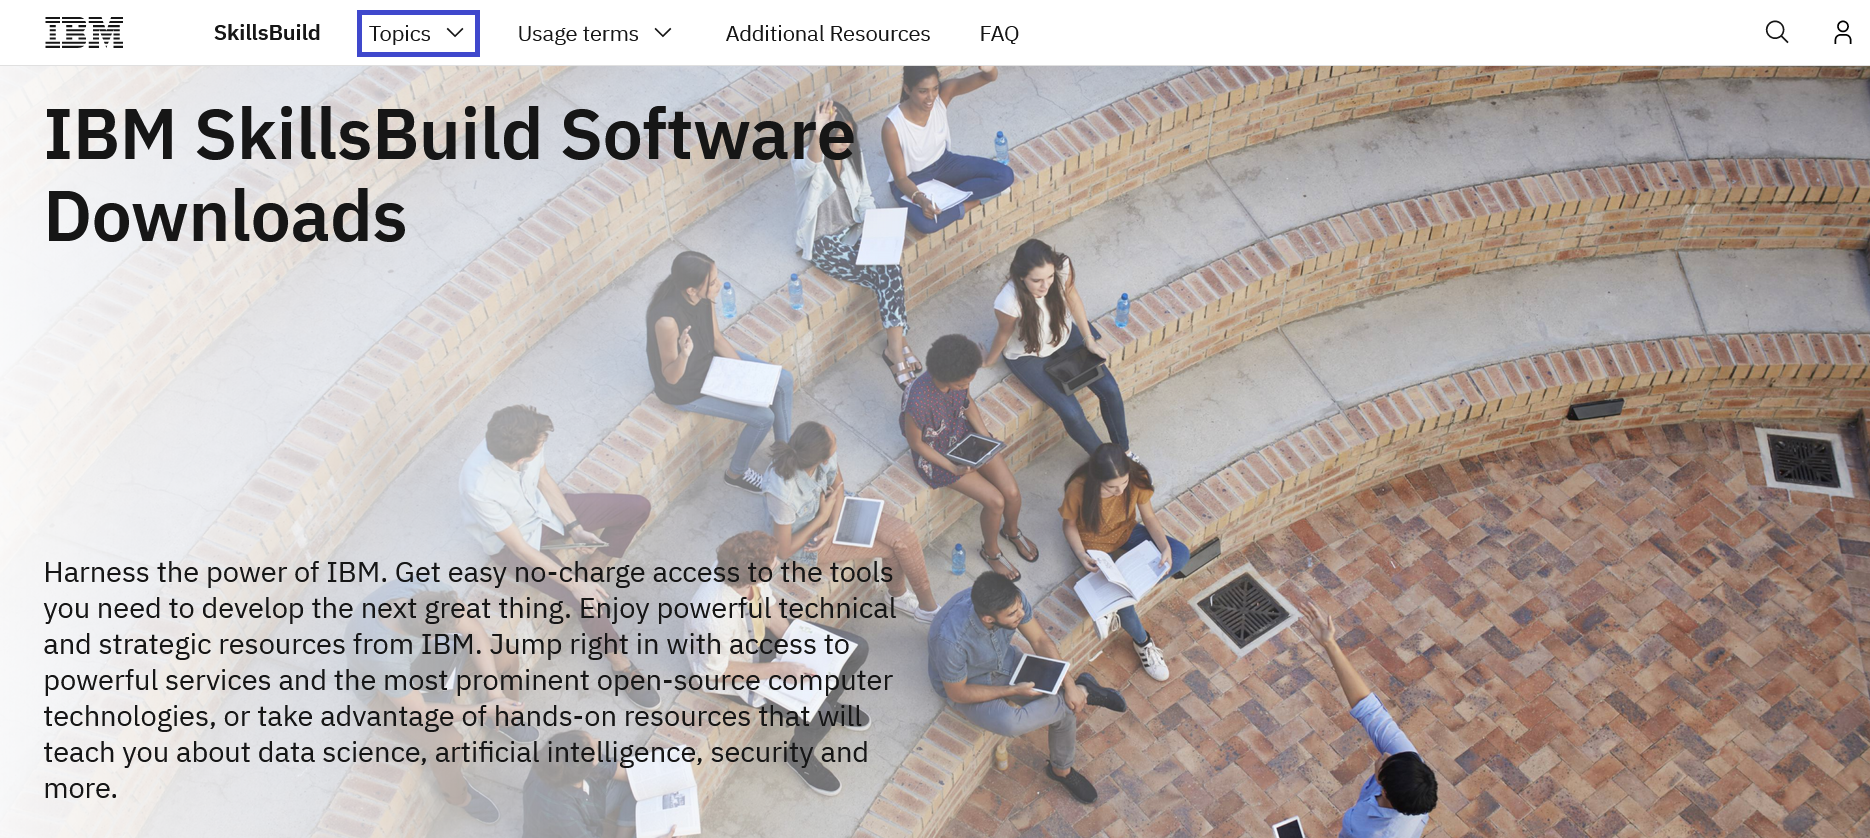 IBM SkillsBuild Topics Usage terms Additional Resources FAQ
IBM SkillsBuild Software
Downloads
Harness the power of IBM. Get easy no-charge access to the tools
you need to develop the next great thing. Enjoy powerful technical
and strategic resources from IBM. Jump right in with access to
powerful services and the most prominent open-source computer
technologies, or take advantage of hands-on resources that will
teach you about data science, artificial intelligence, security and
more.